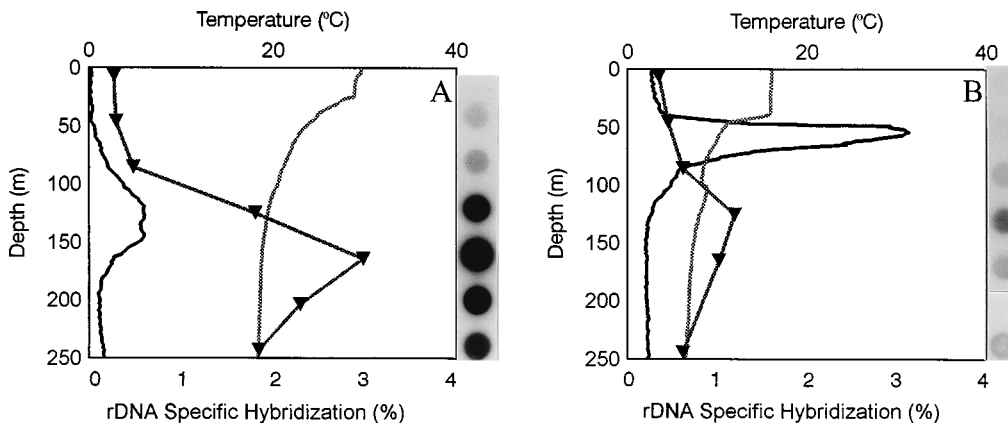 Temperature (ºC)
0 20 40
0
50
100
150
200
250
Depth (m)
A
0 1 2 3 4
rDNA Specific Hybridization (%)
Temperature (ºC)
0 20 40
0
50
100
150
200
250
Depth (m)
B
0 1 2 3 4
rDNA Specific Hybridization (%)